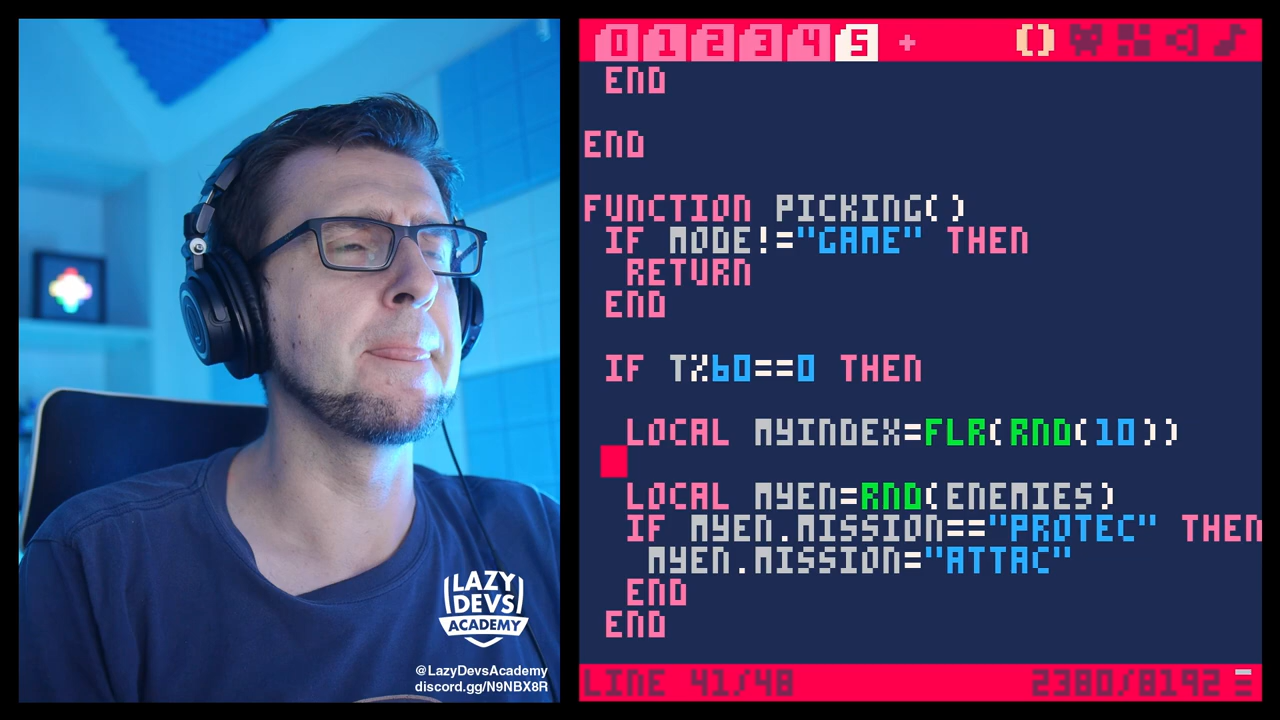 LAZY
DEVS
ACADEMY
@LazyDevsAcademy
discord.gg/N9NBX8R
0 1 2 3 4 5 + ()
END
END
FUNCTION PICKING()
IF MODE!="GAME" THEN
RETURN
END
IF T%60==0 THEN
LOCAL MYINDEX=FLR(RND(10))
LOCAL MYEN=RND(ENEMIES)
IF MYEN.MISSION=="PROTEC" THEN
MYEN.MISSION="ATTAC"
END
END
LINE 41/48 2380/8192